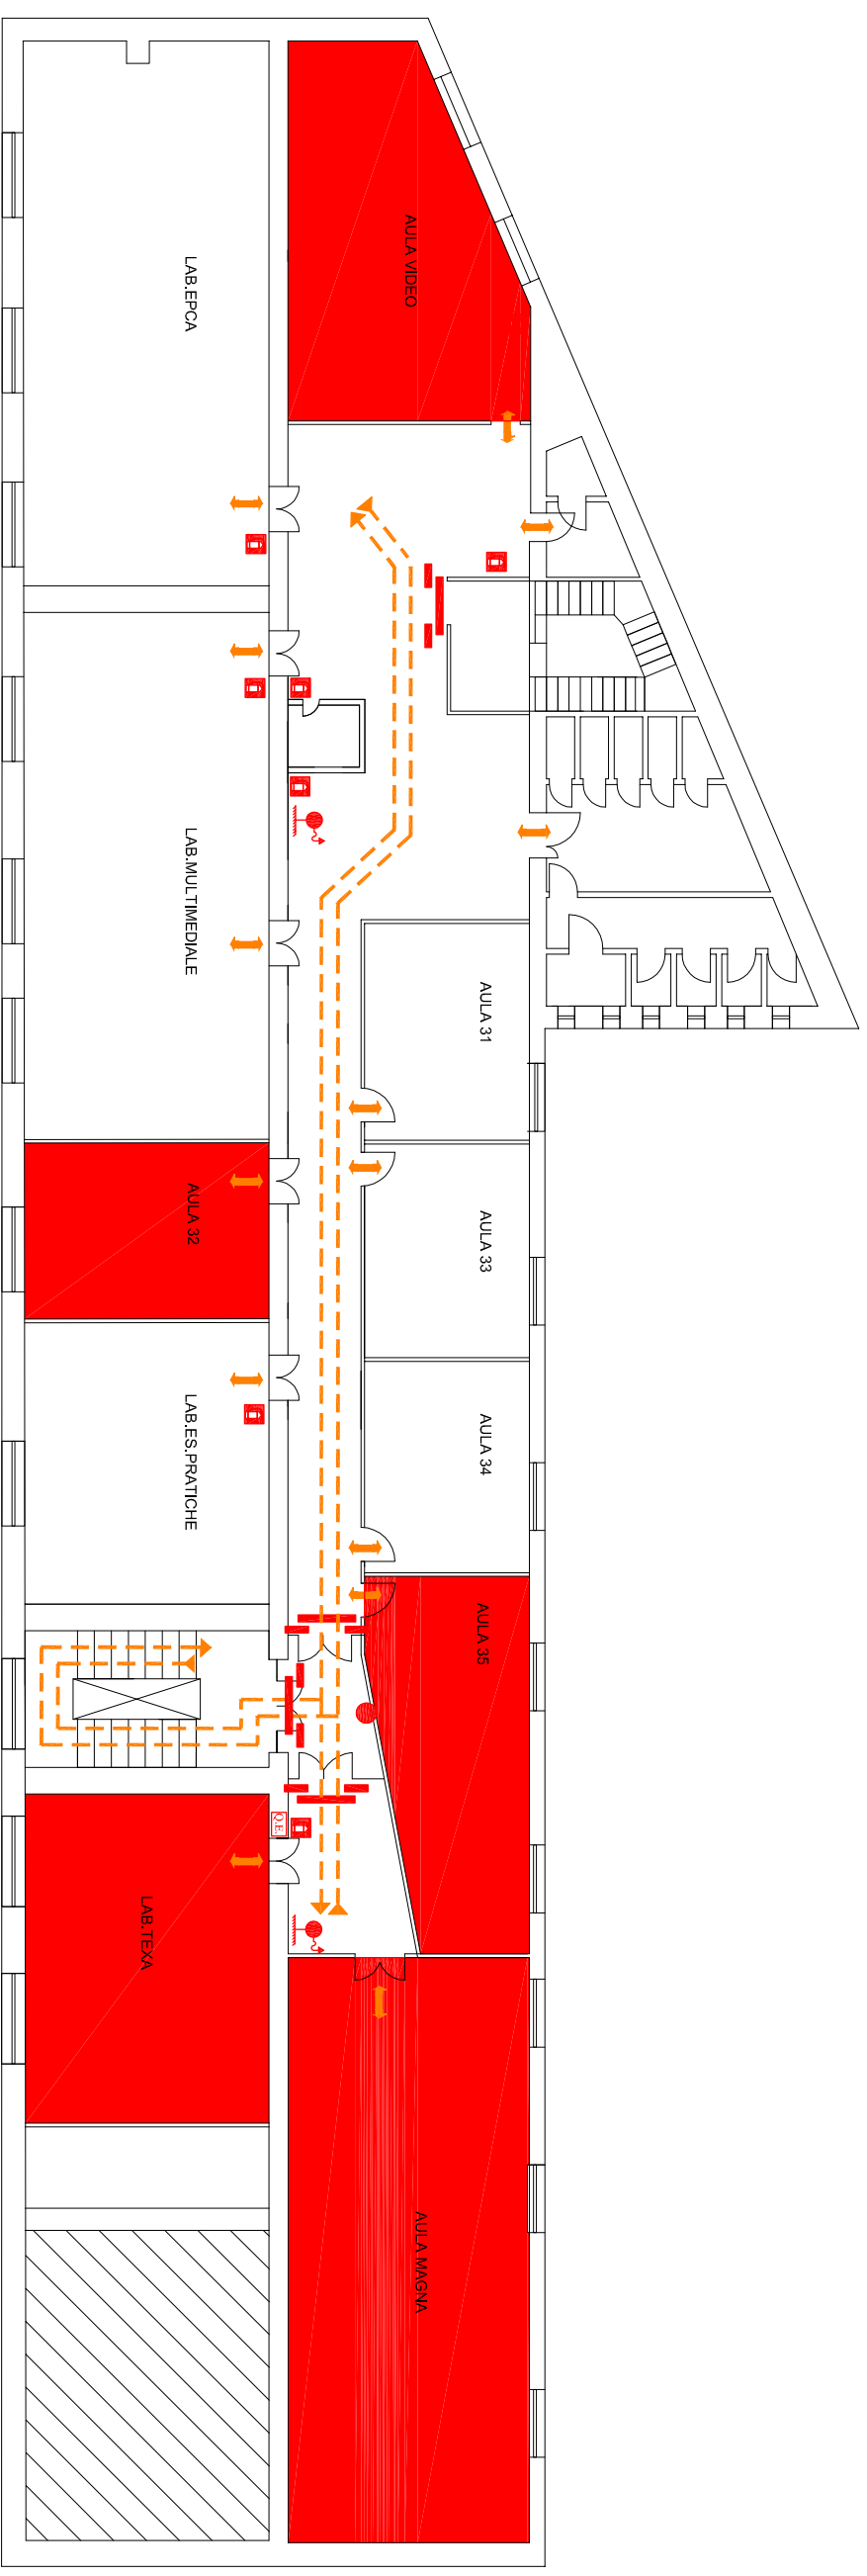 AULA VIDEO
LAB.EPCA
LAB.MULTIMEDIALE
AULA 31
AULA 32
AULA 33
LAB.ES.PRATICHE
AULA 34
AULA 35
Q.E.
LAB.TEXA
AULA MAGNA